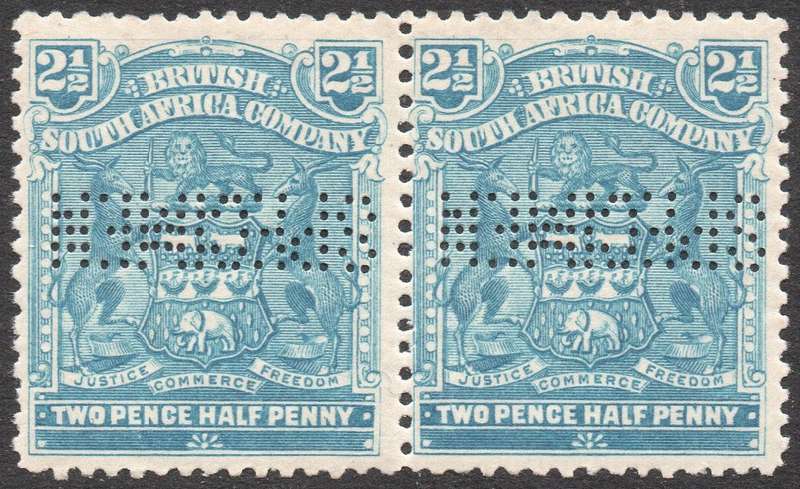 2½ 2½
BRITISH
SOUTH AFRICA COMPANY
JUSTICE COMMERCE FREEDOM
·TWO PENCE HALF PENNY·
2½ 2½
BRITISH
SOUTH AFRICA COMPANY
JUSTICE COMMERCE FREEDOM
·TWO PENCE HALF PENNY·